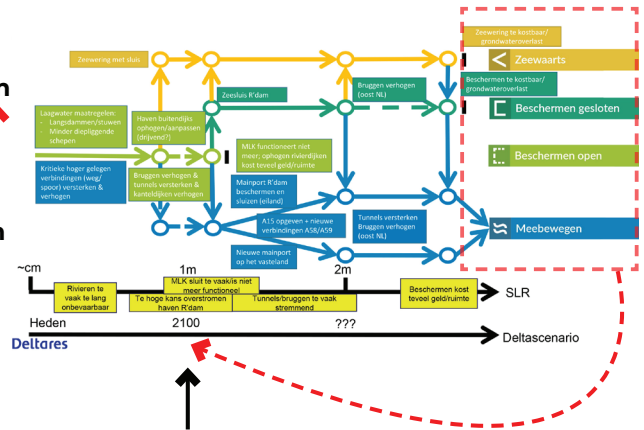 Zeewering te kostbaar/
grondwateroverlast
Zeewering met sluis
Zeewaarts
n
Bruggen verhogen
(oost NL)
Beschermen te kostbaar/
grondwateroverlast
Zeesluis R'dam
Beschermen gesloten
Laagwater maatregelen:
- Langsdammen/stuwen
- Minder diepliggende
schepen
Haven buitendijks
ophogen/aanpassen
(drijvend?)
MLK functioneert niet
meer; ophogen rivierdijken
kost teveel geld/ruimte
Beschermen open
Kritieke hoger gelegen
verbindingen (weg/
spoor) versterken &
verhogen
Bruggen verhogen &
tunnels versterken &
kanteldijken verhogen
Mainport R'dam
beschermen en
sluizen (eiland)
A15 opgeven + nieuwe
verbindingen A58/A59
Tunnels versterken
Bruggen verhogen
(oost NL)
Meebewegen
n
Nieuwe mainport
op het vasteland
~cm
1m
2m
Rivieren te
vaak te lang
onbevaarbaar
MLK sluit te vaak/is niet
meer functioneel
Te hoge kans overstromen
haven R'dam
Tunnels/bruggen te vaak
stremmend
Beschermen kost
teveel geld/ruimte
SLR
Heden
2100
???
Deltascenario
Deltares